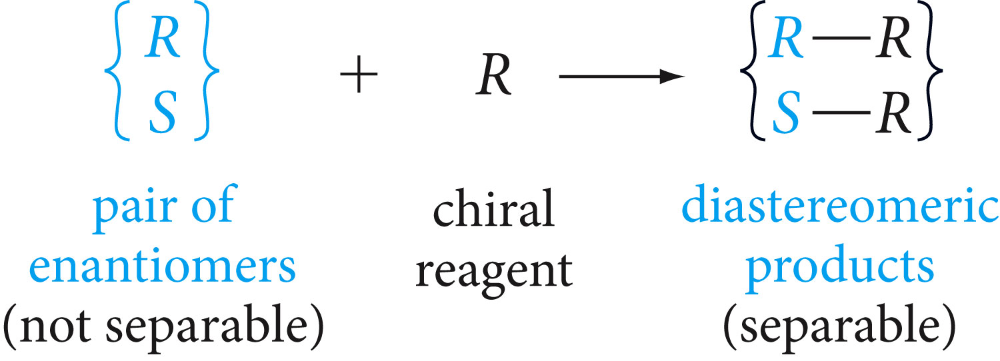 R
S
+ R
R—R
S—R
pair of
enantiomers
(not separable)
chiral
reagent
diastereomeric
products
(separable)